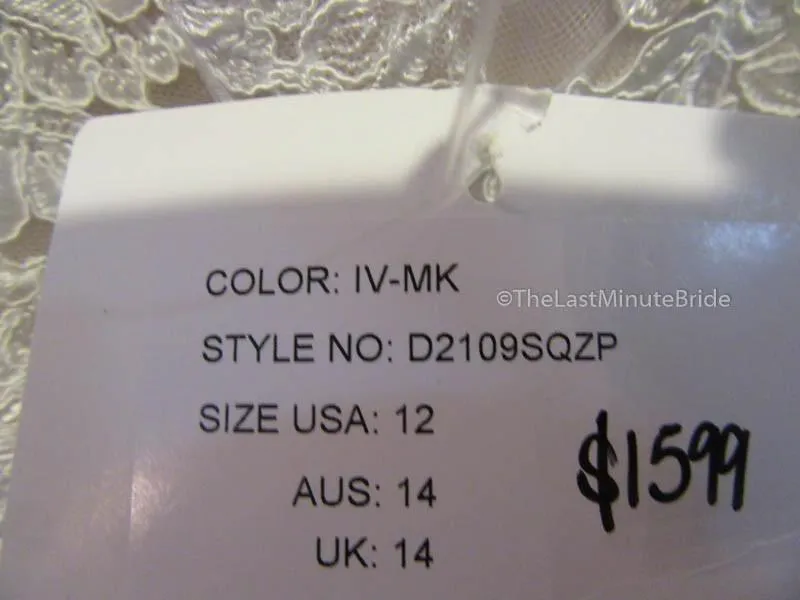 COLOR: IV-MK
©TheLastMinuteBride
STYLE NO: D2109SQZP
SIZE USA: 12
$1599
AUS: 14
UK: 14